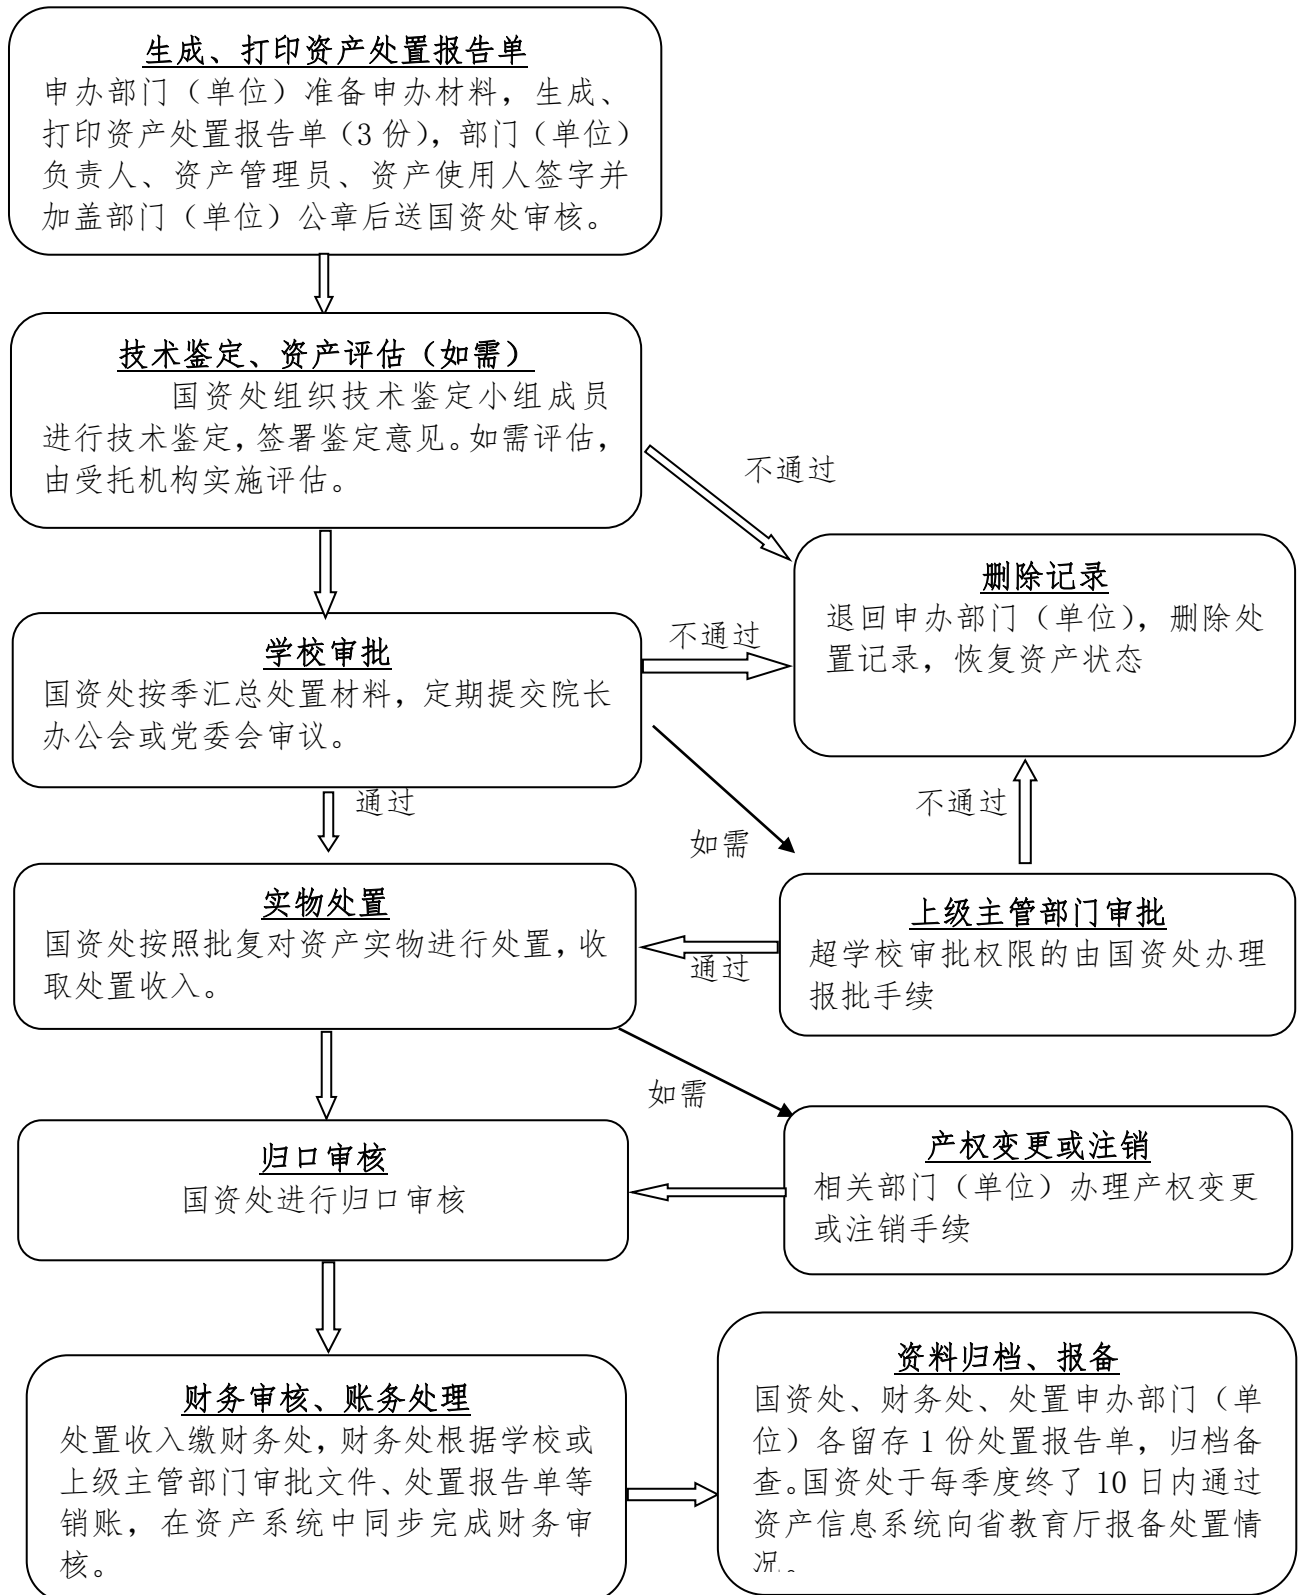 生成、打印资产处置报告单
申办部门（单位）准备申办材料，生成、
打印资产处置报告单（3 份），部门（单位）
负责人、资产管理员、资产使用人签字并
加盖部门（单位）公章后送国资处审核。
技术鉴定、资产评估（如需）
国资处组织技术鉴定小组成员
进行技术鉴定，签署鉴定意见。如需评估，
由受托机构实施评估。
不通过
删除记录
退回申办部门（单位），删除处
置记录，恢复资产状态
不通过
学校审批
国资处按季汇总处置材料，定期提交院长
办公会或党委会审议。
通过
如需
不通过
上级主管部门审批
超学校审批权限的由国资处办理
报批手续
通过
实物处置
国资处按照批复对资产实物进行处置，收
取处置收入。
如需
产权变更或注销
相关部门（单位）办理产权变更
或注销手续
归口审核
国资处进行归口审核
财务审核、账务处理
处置收入缴财务处，财务处根据学校或
上级主管部门审批文件、处置报告单等
销账，在资产系统中同步完成财务审
核。
资料归档、报备
国资处、财务处、处置申办部门（单
位）各留存 1 份处置报告单，归档备
查。国资处于每季度终了 10 日内通过
资产信息系统向省教育厅报备处置情
况。